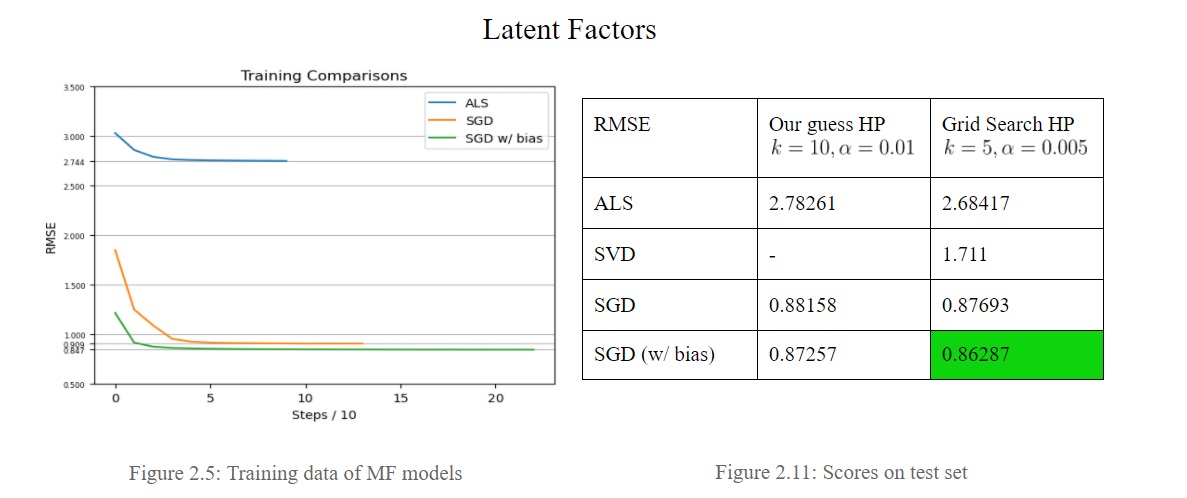 Latent Factors
Training Comparisons
3.500
3.000
2.744
2.500
2.000
1.500
1.000
0.909
0.847
0.500
RMSE
0 5 10 15 20
Steps / 10
ALS
SGD
SGD w/ bias
Figure 2.5: Training data of MF models
RMSE Our guess HP Grid Search HP
k = 10, α = 0.01 k = 5, α = 0.005
ALS 2.78261 2.68417
SVD - 1.711
SGD 0.88158 0.87693
SGD (w/ bias) 0.87257 0.86287
Figure 2.11: Scores on test set